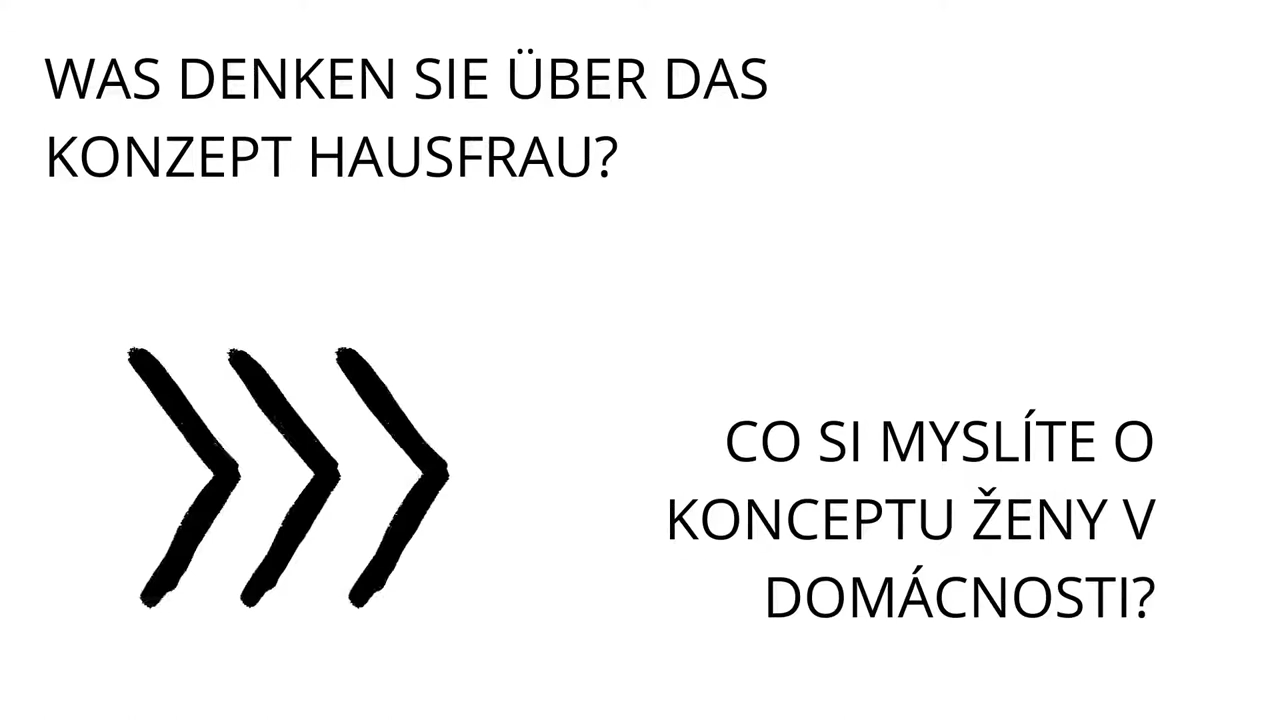 WAS DENKEN SIE ÜBER DAS
KONZEPT HAUSFRAU?
CO SI MYSLÍTE O
KONCEPTU ŽENY V
DOMÁCNOSTI?